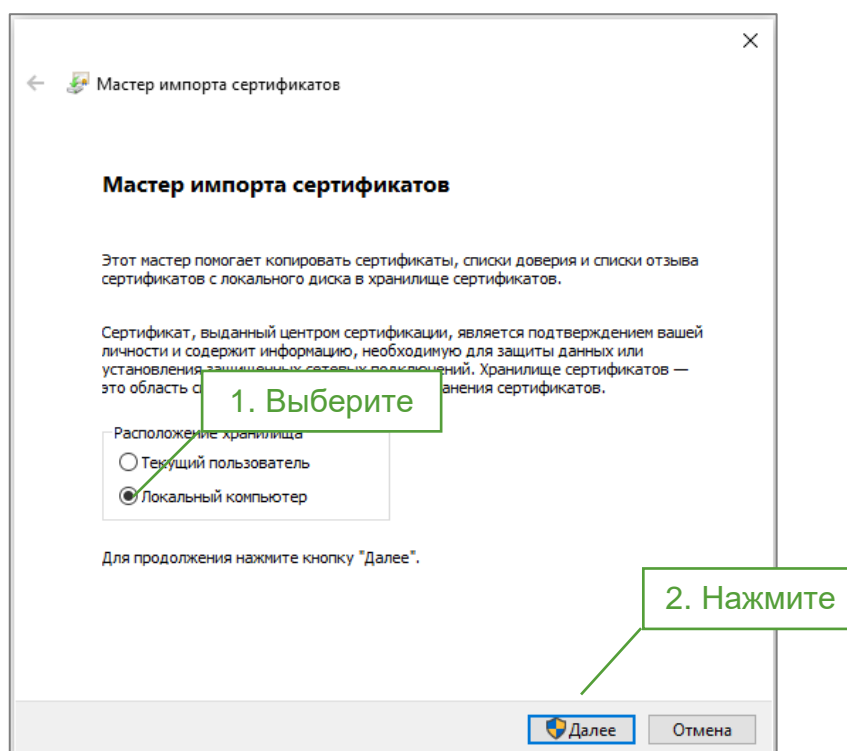 Мастер импорта сертификатов
Мастер импорта сертификатов
Этот мастер помогает копировать сертификаты, списки доверия и списки отзыва
сертификатов с локального диска в хранилище сертификатов.
Сертификат, выданный центром сертификации, является подтверждением вашей
личности и содержит информацию, необходимую для защиты данных или
установления защищенных сетевых подключений. Хранилище сертификатов —
это область
сертификатов.
1. Выберите
Расположение хранилища
Текущий пользователь
Локальный компьютер
Для продолжения нажмите кнопку "Далее".
2. Нажмите
Далее
Отмена